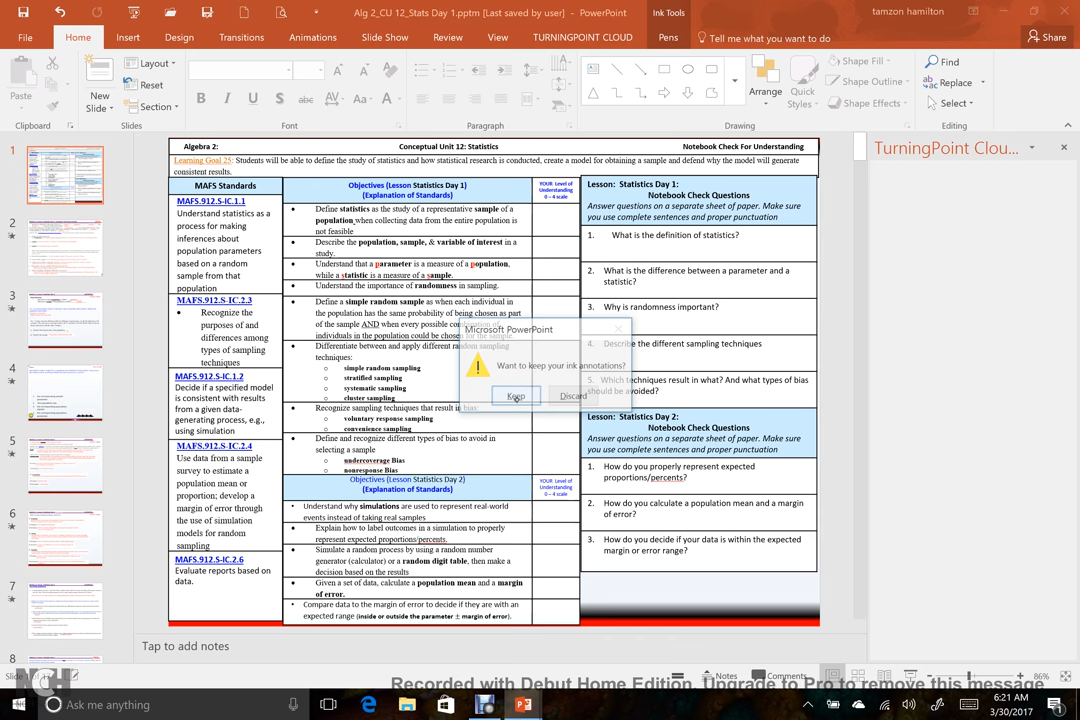 Alg 2_CU 12_Stats Day 1.pptm [Last saved by user] - PowerPoint
Ink Tools
tamzon hamilton
File
Home
Insert
Design
Transitions
Animations
Slide Show
Review
View
TURNINGPOINT CLOUD
Pens
Tell me what you want to do
Share
Paste
New Slide
Layout
Reset
Section
Shape Fill
Shape Outline
Shape Effects
Arrange
Quick Styles
Find
Replace
Select
Clipboard
Slides
Font
Paragraph
Drawing
Editing
1
2
3
4
5
6
7
8
Algebra 2:
Conceptual Unit 12: Statistics
Notebook Check For Understanding
Learning Goal 25: Students will be able to define the study of statistics and how statistical research is conducted, create a model for obtaining a sample and defend why the model will generate
consistent results.
MAFS Standards
MAFS.912.S-IC.1.1
Understand statistics as a
process for making
inferences about
population parameters
based on a random
sample from that
population
MAFS.912.S-IC.2.3
• Recognize the
purposes of and
differences among
types of sampling
techniques
MAFS.912.S-IC.1.2
Decide if a specified model
is consistent with results
from a given data-
generating process, e.g.,
using simulation
MAFS.912.S-IC.2.4
Use data from a sample
survey to estimate a
population mean or
proportion; develop a
margin of error through
the use of simulation
models for random
sampling
MAFS.912.S-IC.2.6
Evaluate reports based on
data.
Objectives (Lesson Statistics Day 1)
(Explanation of Standards)
YOUR Level of
Understanding
0 – 4 scale
• Define statistics as the study of a representative sample of a
population when collecting data from the entire population is
not feasible
• Describe the population, sample, & variable of interest in a
study.
• Understand that a parameter is a measure of a population,
while a statistic is a measure of a sample.
• Understand the importance of randomness in sampling.
• Define a simple random sample as when each individual in
the population has the same probability of being chosen as part
of the sample AND when every possible combination of
individuals in the population could be chosen for the sample.
• Differentiate between and apply different random sampling
techniques:
o simple random sampling
o stratified sampling
o systematic sampling
o cluster sampling
• Recognize sampling techniques that result in bias
o voluntary response sampling
o convenience sampling
• Define and recognize different types of bias to avoid in
selecting a sample
o undercoverage Bias
o nonresponse Bias
Objectives (Lesson Statistics Day 2)
(Explanation of Standards)
YOUR Level of
Understanding
0 – 4 scale
• Understand why simulations are used to represent real-world
events instead of taking real samples
• Explain how to label outcomes in a simulation to properly
represent expected proportions/percents.
• Simulate a random process by using a random number
generator (calculator) or a random digit table, then make a
decision based on the results
• Given a set of data, calculate a population mean and a margin
of error.
• Compare data to the margin of error to decide if they are with an
expected range (inside or outside the parameter ± margin of error).
Lesson: Statistics Day 1:
Notebook Check Questions
Answer questions on a separate sheet of paper. Make sure
you use complete sentences and proper punctuation
1. What is the definition of statistics?
2. What is the difference between a parameter and a
statistic?
3. Why is randomness important?
4. Describe the different sampling techniques
5. Which techniques result in what? And what types of bias
should be avoided?
Lesson: Statistics Day 2:
Notebook Check Questions
Answer questions on a separate sheet of paper. Make sure
you use complete sentences and proper punctuation
1. How do you properly represent expected
proportions/percents?
2. How do you calculate a population mean and a margin
of error?
3. How do you decide if your data is within the expected
margin or error range?
Microsoft PowerPoint
Want to keep your ink annotations?
Keep
Discard
TurningPoint Clou...
Tap to add notes
Notes
Comments
86%
NCH
Recorded with Debut Home Edition. Upgrade to Pro to remove this message
Ask me anything
6:21 AM
3/30/2017